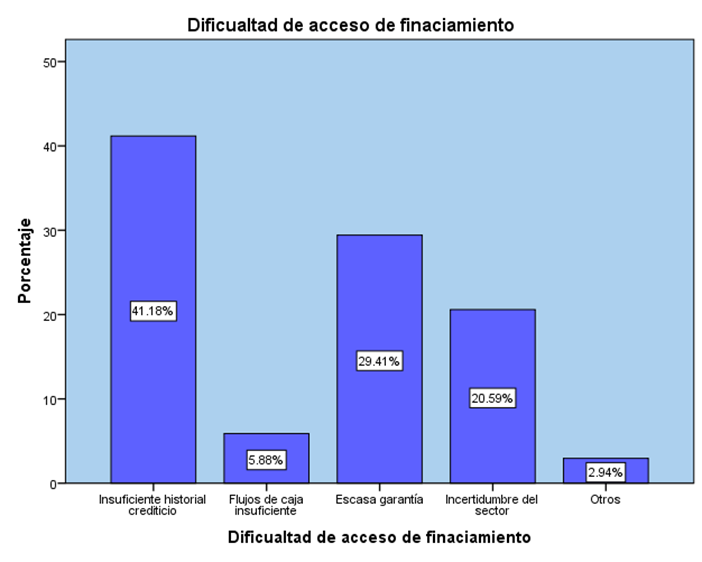 Dificualtad de acceso de finaciamiento
Porcentaje
50
40
30
20
10
0
41.18%
5.88%
29.41%
20.59%
2.94%
Insuficiente historial
crediticio
Flujos de caja
insuficiente
Escasa garantía
Incertidumbre del
sector
Otros
Dificualtad de acceso de finaciamiento